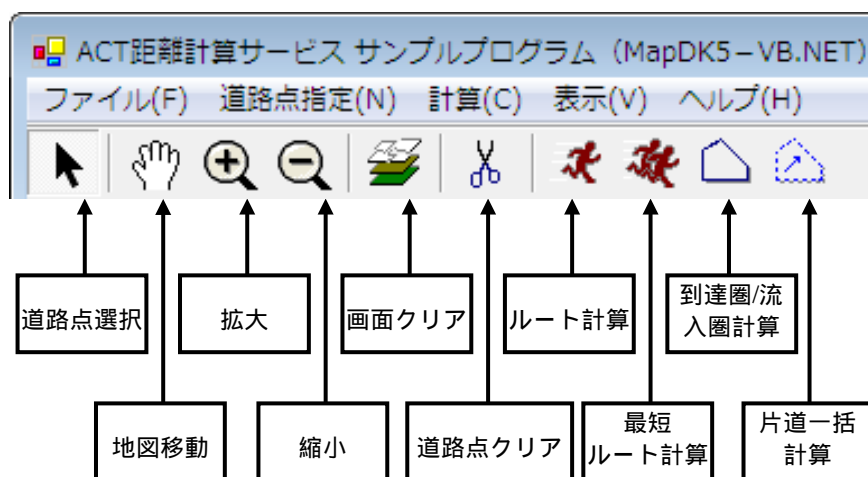 ACT距離計算サービス サンプルプログラム（MapDK5－VB.NET）
ファイル(F) 道路点指定(N) 計算(C) 表示(V) ヘルプ(H)
道路点選択
拡大
画面クリア
ルート計算
到達圏/流
入圏計算
地図移動
縮小
道路点クリア
最短
ルート計算
片道一括
計算